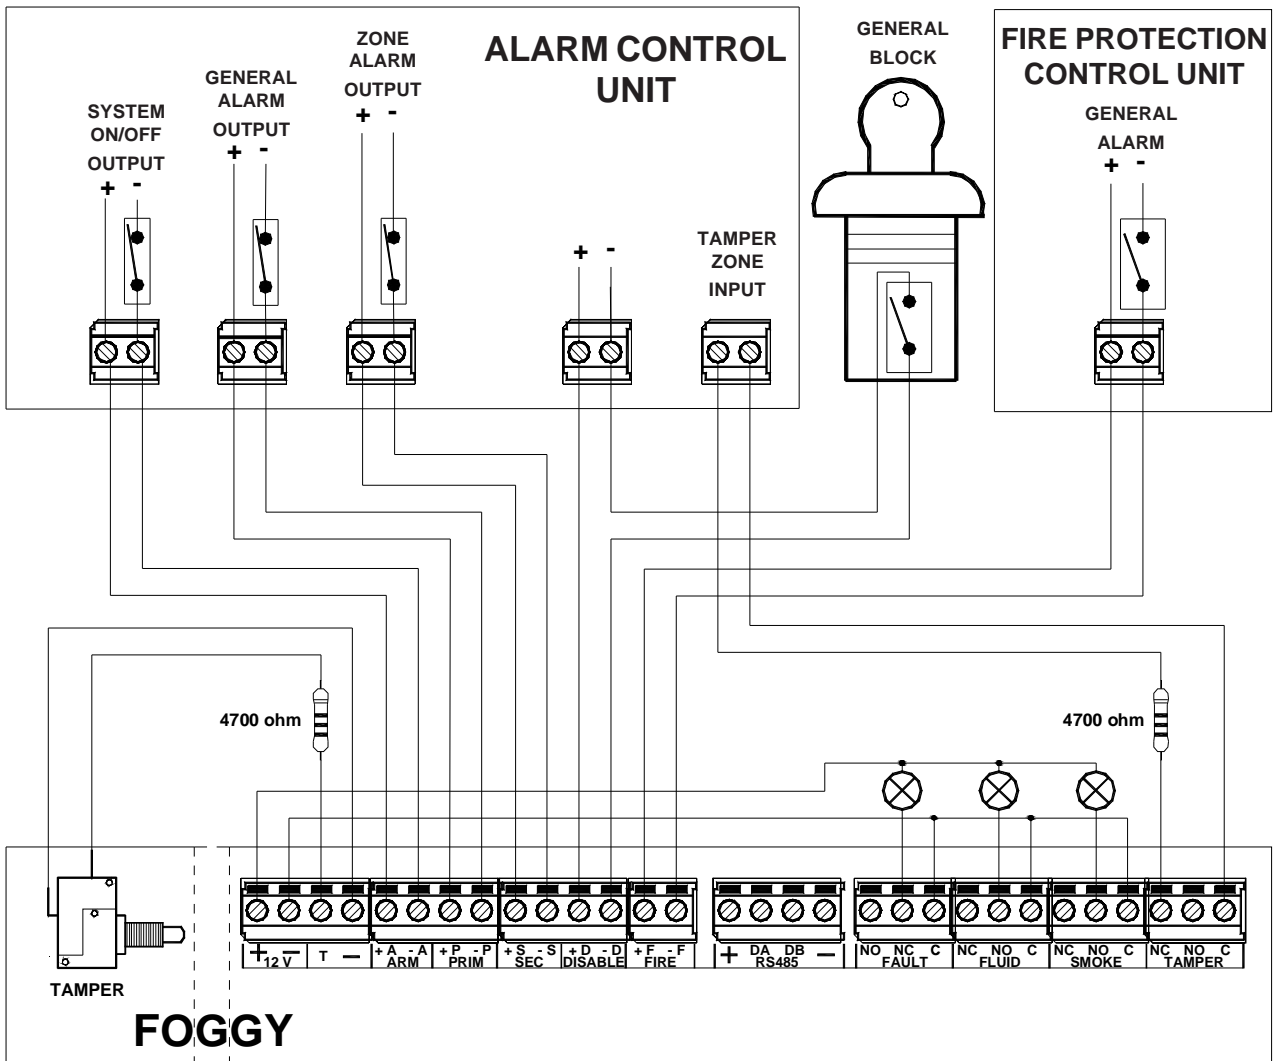 ALARM CONTROL
UNIT
SYSTEM
ON/OFF
OUTPUT
+ -
GENERAL
ALARM
OUTPUT
+ -
ZONE
ALARM
OUTPUT
+ -
+ -
TAMPER
ZONE
INPUT
GENERAL
BLOCK
FIRE PROTECTION
CONTROL UNIT
GENERAL
ALARM
+ -
4700 ohm
4700 ohm
TAMPER
+ −
12 V
T −
+ A - A
ARM
+ P - P
PRIM
+ S - S
SEC
+ D - D
DISABLE
+ F - F
FIRE
+ DA DB −
RS485
NO NC C
FAULT
NC NO C
FLUID
NC NO C
SMOKE
NC NO C
TAMPER
FOGGY